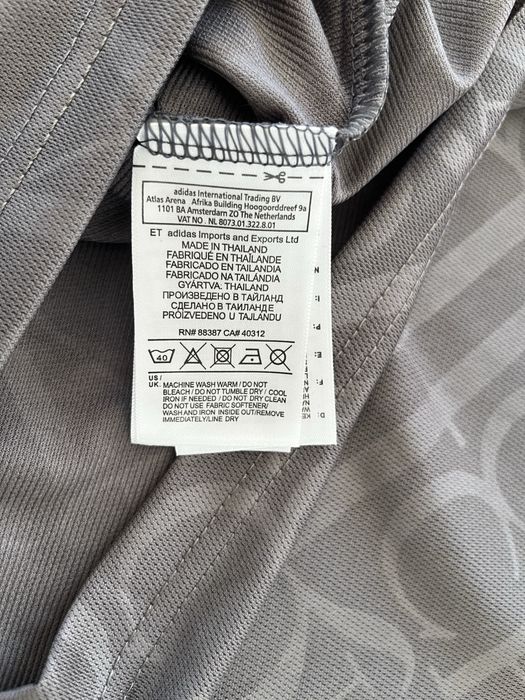 adidas International Trading BV
Atlas Arena Afrika Building Hoogoorddreef 9a
1101 BA Amsterdam ZO The Netherlands
VAT NO . NL 8073.01.322.8.01
ET adidas Imports and Exports Ltd
MADE IN THAILAND
FABRIQUÉ EN THAÏLANDE
FABRICADO EN TAILANDIA
FABRICADO NA TAILÂNDIA
GYÁRTVA: THAILAND
ПРОИЗВЕДЕНО В ТАЙЛАНД
СДЕЛАНО В ТАИЛАНДЕ
PROIZVEDENO U TAJLANDU
RN# 88387 CA# 40312
40
US /
UK. MACHINE WASH WARM / DO NOT
BLEACH / DO NOT TUMBLE DRY / COOL
IRON IF NEEDED / DO NOT DRY CLEAN
DO NOT USE FABRIC SOFTENER/
WASH AND IRON INSIDE OUT/REMOVE
IMMEDIATELY/LINE DRY
N
I:
P:
E:
F:
D: